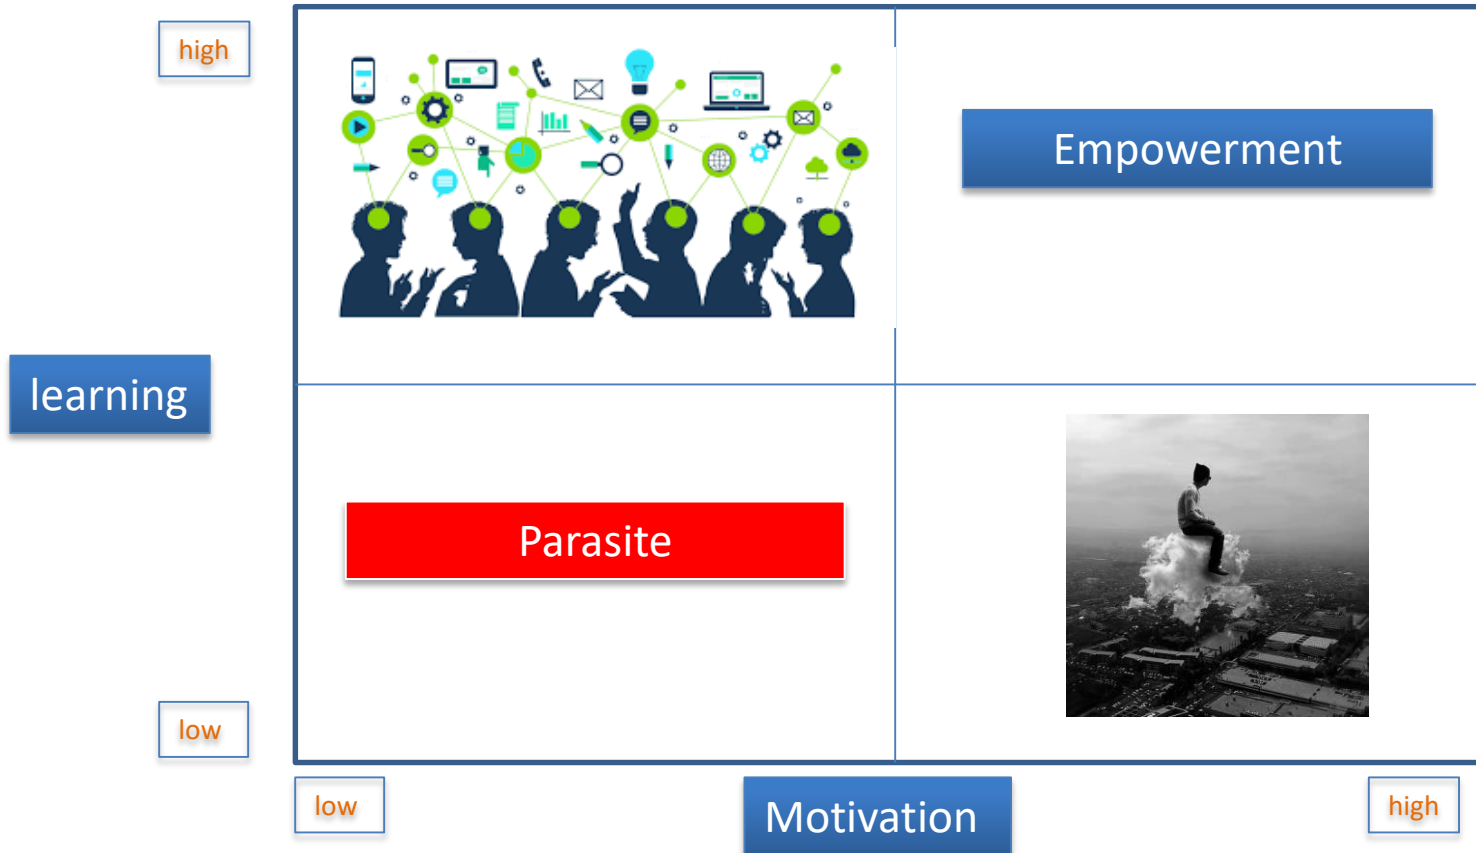 high
Empowerment
learning
Parasite
low
low
Motivation
high